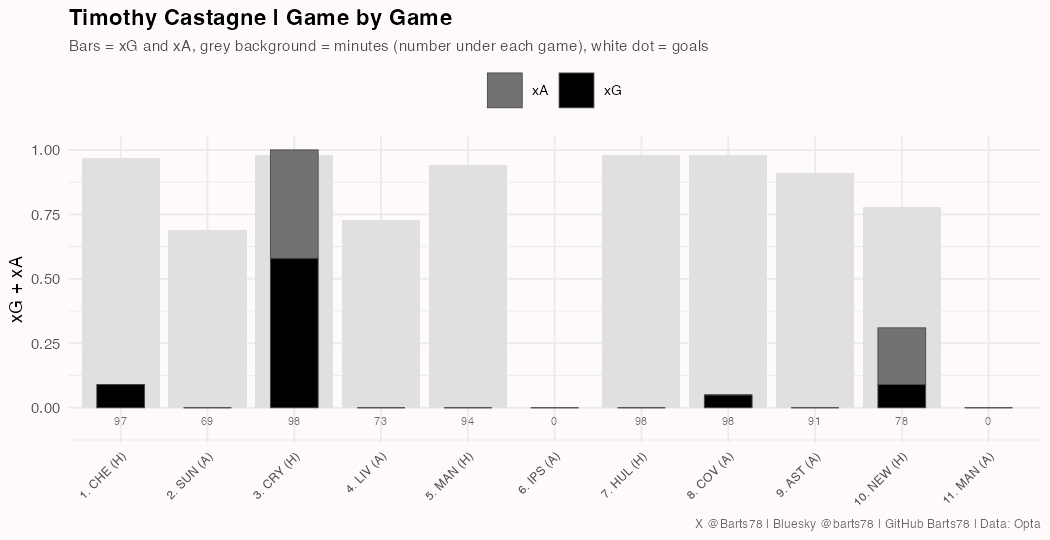 Timothy Castagne | Game by Game
Bars = xG and xA, grey background = minutes (number under each game), white dot = goals
xA xG
xG + xA
1.00
0.75
0.50
0.25
0.00
97 69 98 73 94 0 98 98 91 78 0
1. CHE (H) 2. SUN (A) 3. CRY (H) 4. LIV (A) 5. MAN (H) 6. IPS (A) 7. HUL (H) 8. COV (A) 9. AST (A) 10. NEW (H) 11. MAN (A)
X @Barts78 | Bluesky @barts78 | GitHub Barts78 | Data: Opta